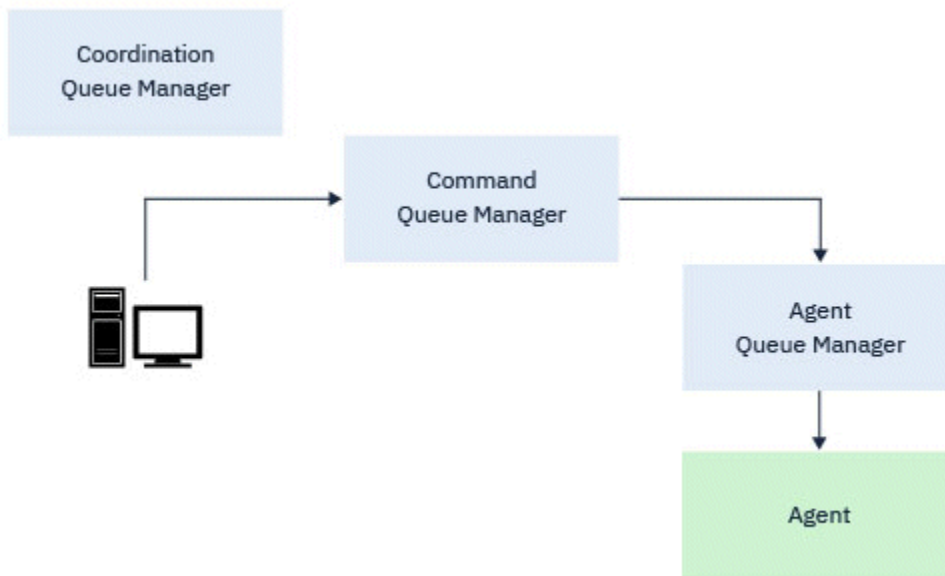 Coordination
Queue Manager
Command
Queue Manager
Agent
Queue Manager
Agent